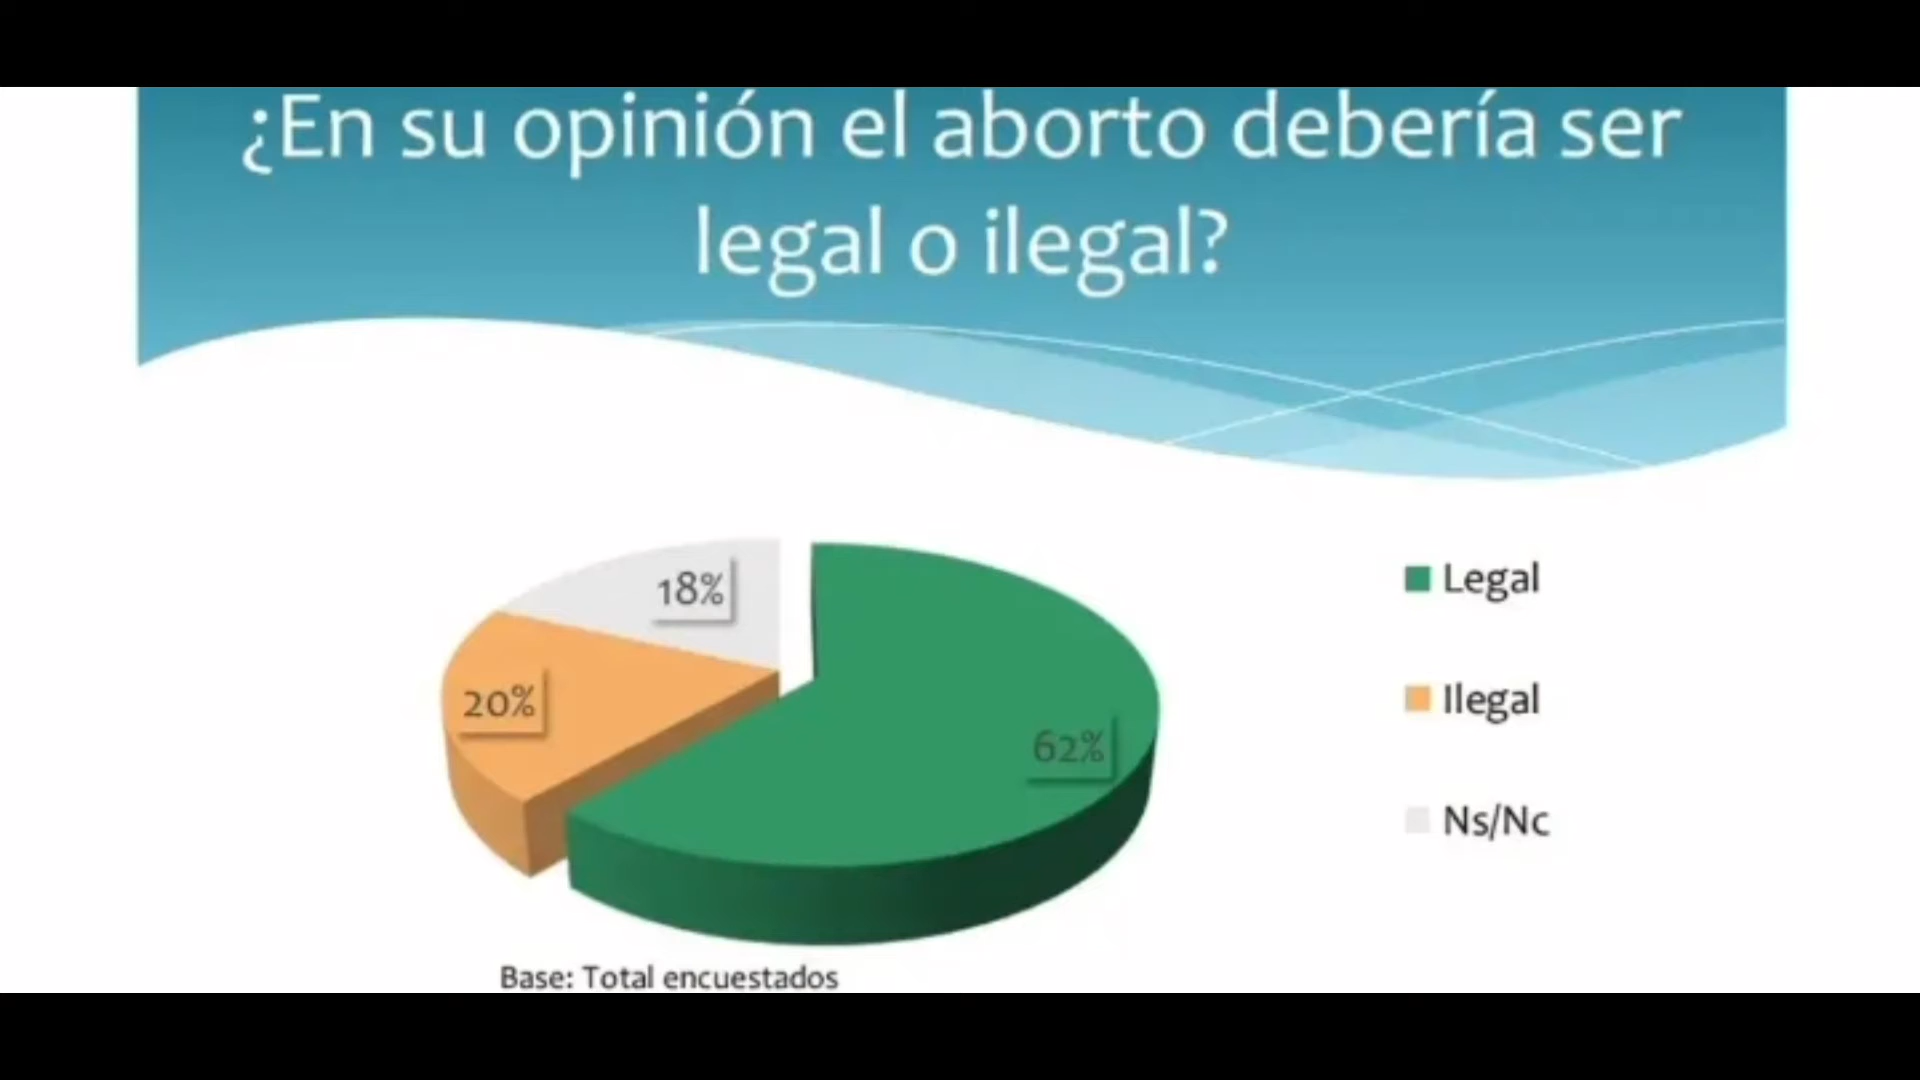 ¿En su opinión el aborto debería ser
legal o ilegal?
18%
20%
62%
Legal
Ilegal
Ns/Nc
Base: Total encuestados